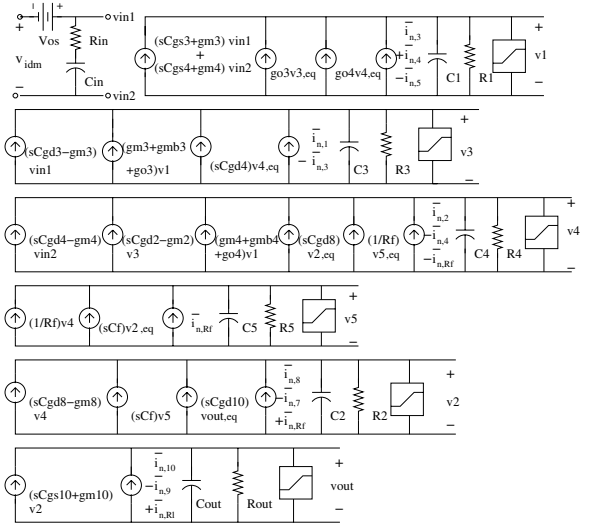 + vin1
Vos Rin
+
v idm
Cin
− vin2
(sCgs3+gm3) vin1
+
(sCgs4+gm4) vin2
go3v3,eq go4v4,eq
i n,3
+i n,4
−i n,5
C1 R1
+
v1
−
(sCgd3−gm3)
vin1
(gm3+gmb3
+go3)v1
(sCgd4)v4,eq
i n,1
− i n,3
C3 R3
+
v3
−
(sCgd4−gm4)
vin2
(sCgd2−gm2)
v3
(gm4+gmb4
+go4)v1
(sCgd8)
v2,eq
(1/Rf)
v5,eq
i n,2
−i n,4
−i n,Rf
C4 R4
+
v4
−
(1/Rf)v4 (sCf)v2,eq i n,Rf C5 R5
+
v5
−
(sCgd8−gm8)
v4
(sCf)v5
(sCgd10)
vout,eq
i n,8
−i n,7
+i n,Rf
C2 R2
+
v2
−
(sCgs10+gm10)
v2
i n,10
−i n,9
+i n,Rl
Cout Rout
+
vout
−